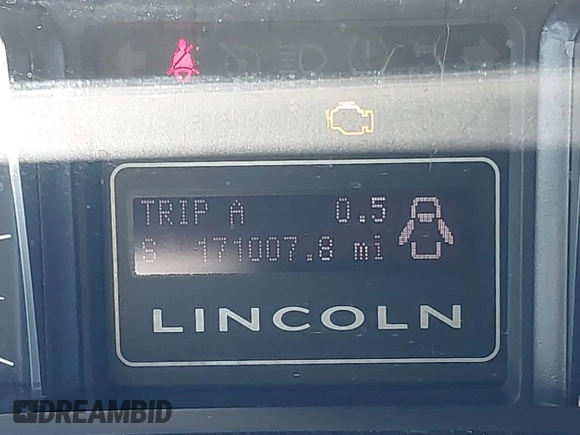 TRIP A 0.5
S 171007.8 mi
LINCOLN
DREAMBID